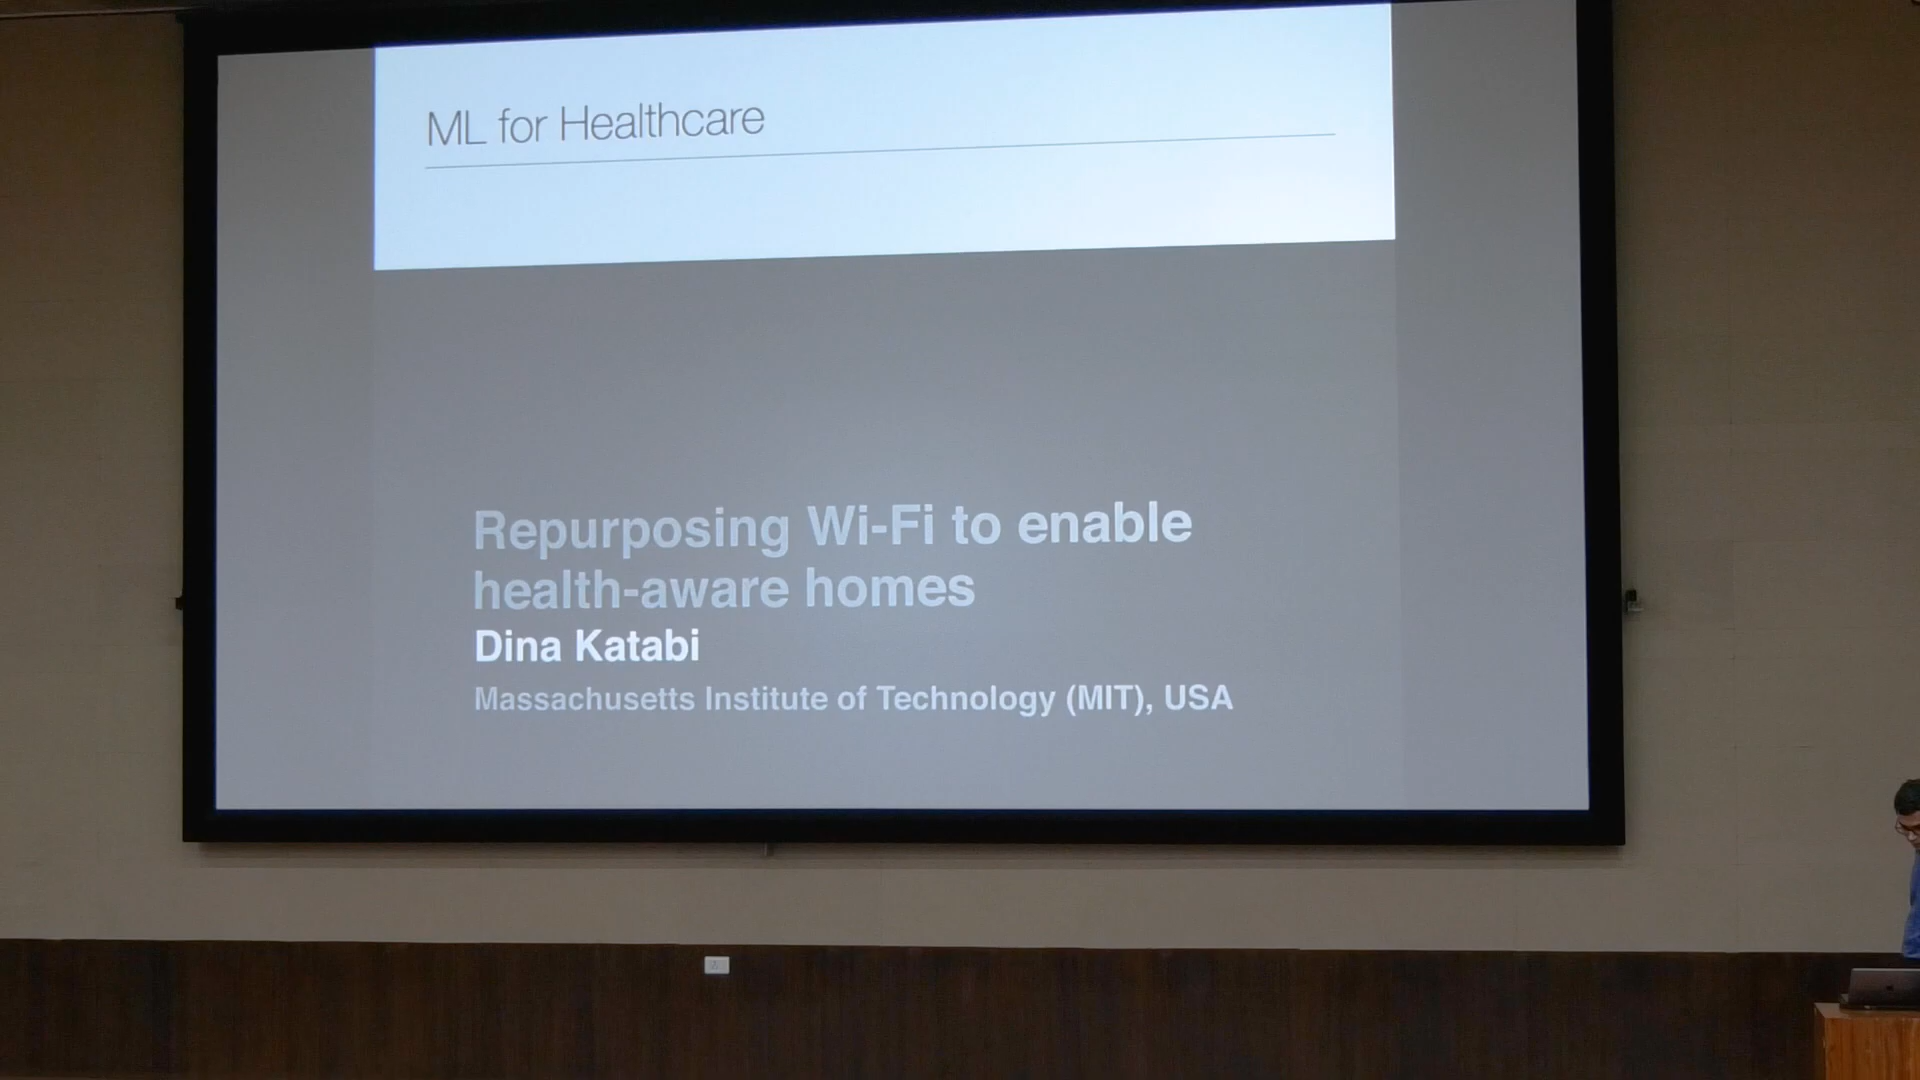 ML for Healthcare
Repurposing Wi-Fi to enable
health-aware homes
Dina Katabi
Massachusetts Institute of Technology (MIT), USA